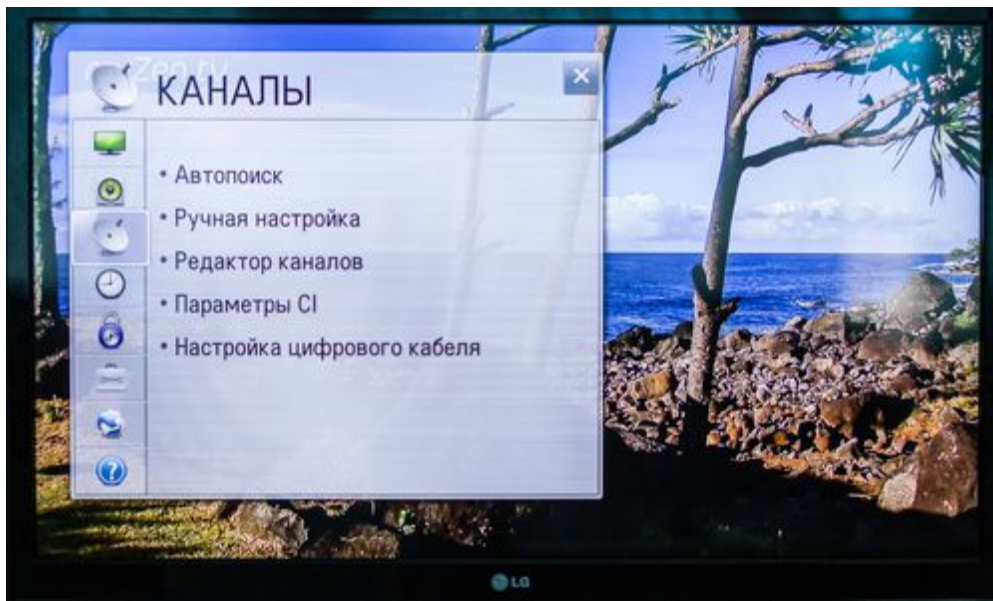 КАНАЛЫ
• Автопоиск
• Ручная настройка
• Редактор каналов
• Параметры CI
• Настройка цифрового кабеля
LG